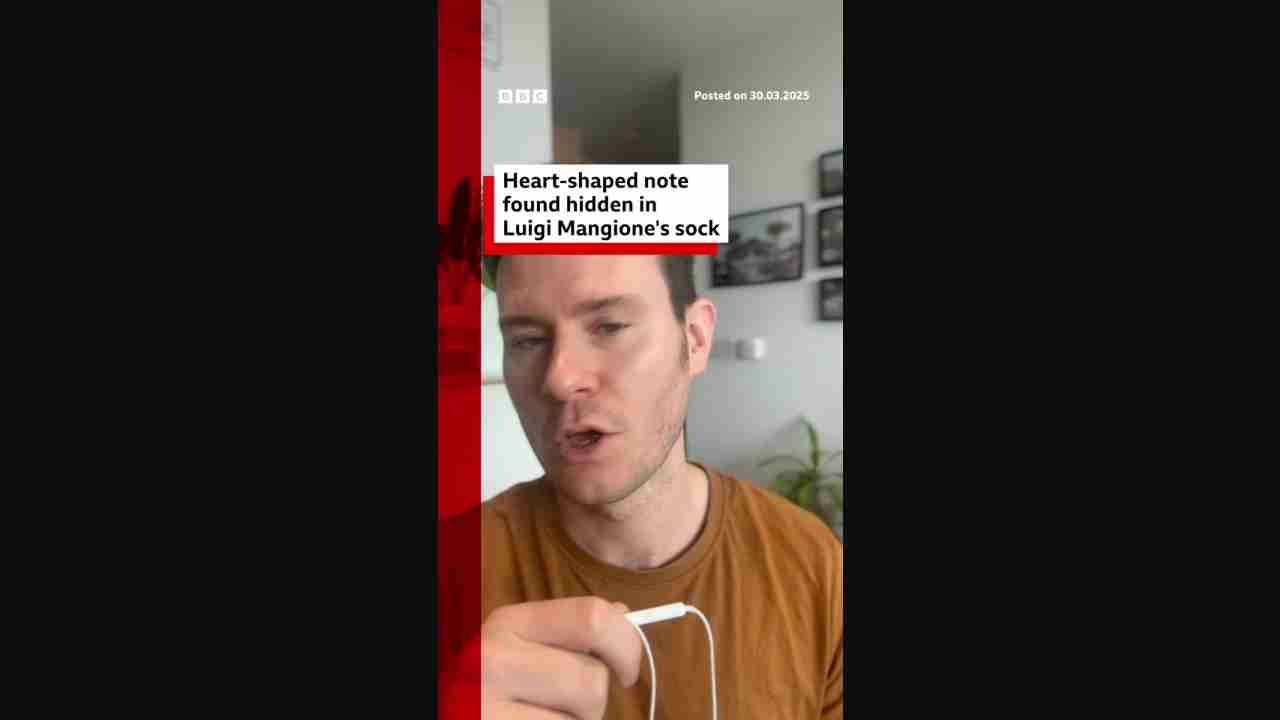 BBC
Posted on 30.03.2025
Heart-shaped note
found hidden in
Luigi Mangione's sock